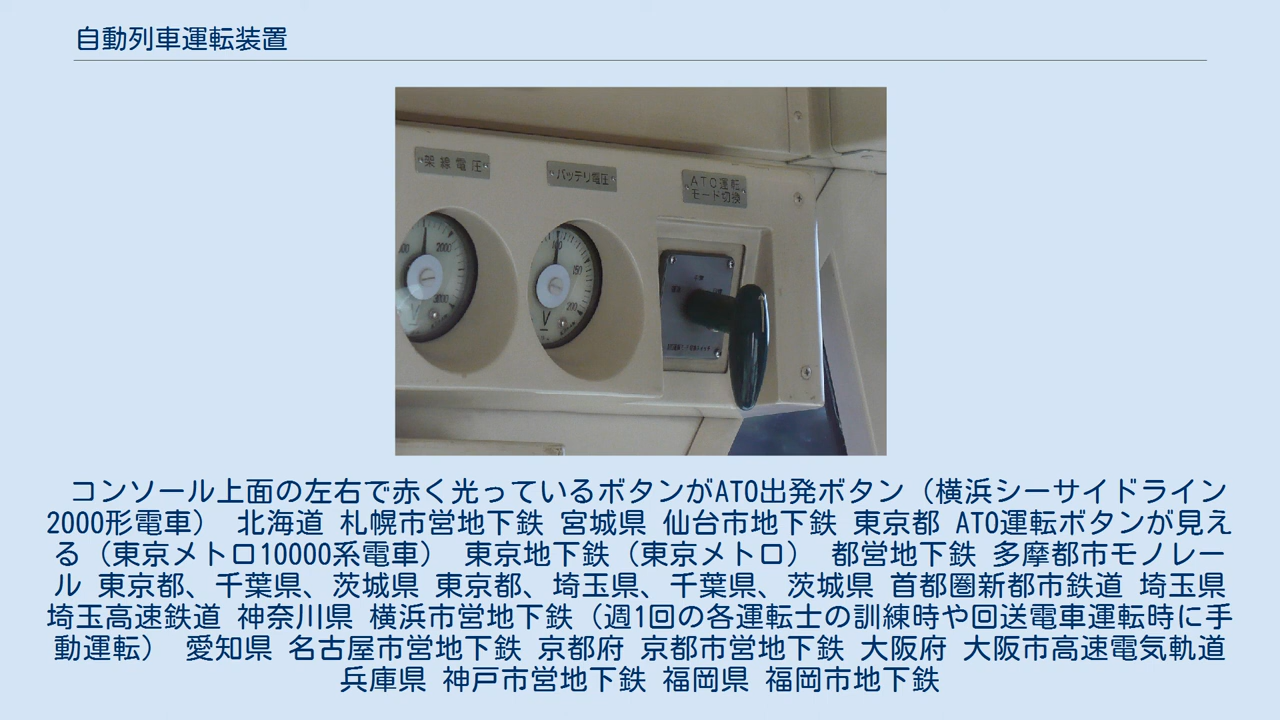 自動列車運転装置
架線電圧
バッテリ電圧
ATC運転
モード切換
2000
3000
V
100
150
200
V
コンソール上面の左右で赤く光っているボタンがATO出発ボタン（横浜シーサイドライン
2000形電車） 北海道 札幌市営地下鉄 宮城県 仙台市地下鉄 東京都 ATO運転ボタンが見え
る（東京メトロ10000系電車） 東京地下鉄（東京メトロ） 都営地下鉄 多摩都市モノレー
ル 東京都、千葉県、茨城県 東京都、埼玉県、千葉県、茨城県 首都圏新都市鉄道 埼玉県
埼玉高速鉄道 神奈川県 横浜市営地下鉄（週1回の各運転士の訓練時や回送電車運転時に手
動運転） 愛知県 名古屋市営地下鉄 京都府 京都市営地下鉄 大阪府 大阪市高速電気軌道
兵庫県 神戸市営地下鉄 福岡県 福岡市地下鉄